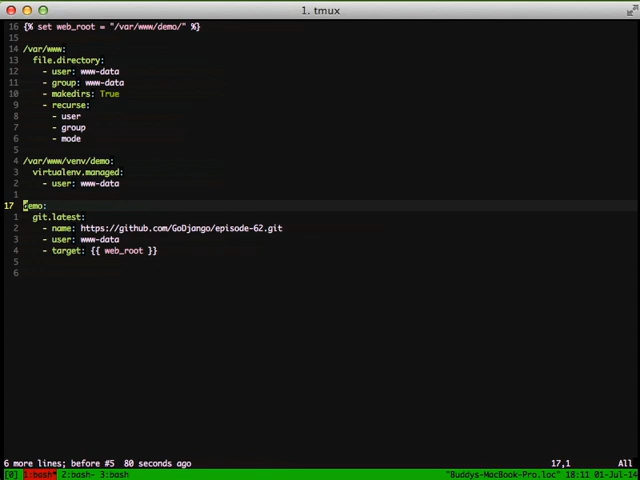 1. tmux
16 {% set web_root = "/var/www/demo/" %}
15
14 /var/www:
13 file.directory:
12 - user: www-data
11 - group: www-data
10 - makedirs: True
9 - recurse:
8 - user
7 - group
6 - mode
5
4 /var/www/venv/demo:
3 virtualenv.managed:
2 - user: www-data
1
17 demo:
1 git.latest:
2 - name: https://github.com/GoDjango/episode-62.git
3 - user: www-data
4 - target: {{ web_root }}
5
6
6 more lines; before #5 80 seconds ago 17,1 All
[0] 1:bash* 2:bash- 3:bash "Buddys-MacBook-Pro.loc" 18:11 01-Jul-14